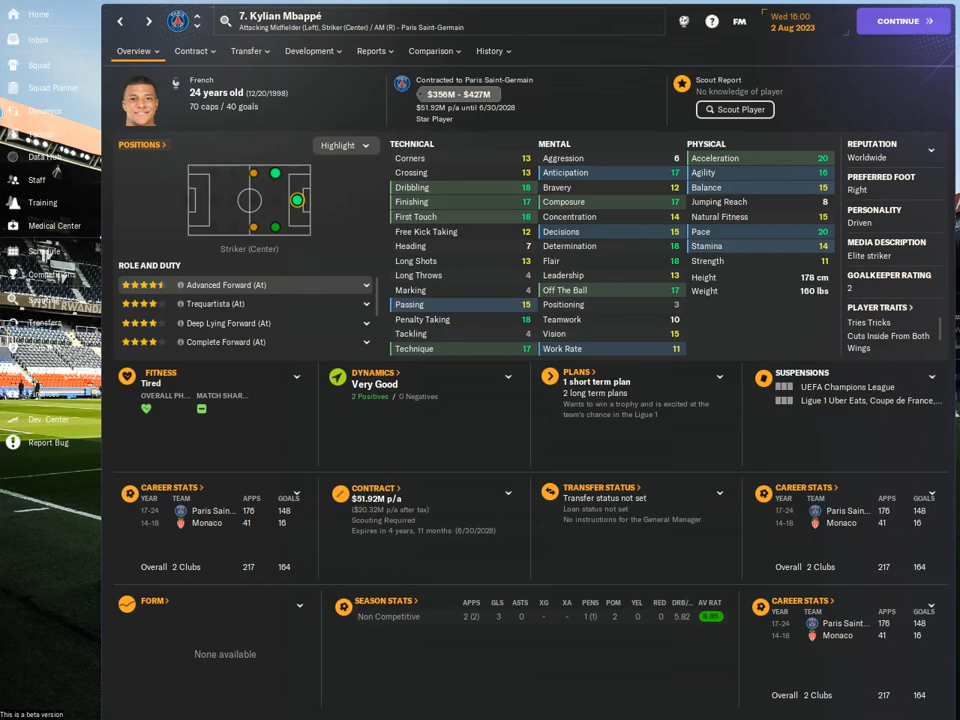 Home
Inbox
Squad
Squad Planner
Dynamics
Data Hub
Staff
Training
Medical Center
Schedule
Competitions
Scouting
Transfers
Dev. Center
Report Bug
This is a beta version
7. Kylian Mbappé
Attacking Midfielder (Left), Striker (Center) / AM (R) - Paris Saint-Germain
FM
Wed 16:00
2 Aug 2023
CONTINUE
Overview
Contract
Transfer
Development
Reports
Comparison
History
French
24 years old (12/20/1998)
70 caps / 40 goals
Contracted to Paris Saint-Germain
$356M - $427M
$51.92M p/a until 6/30/2028
Star Player
Scout Report
No knowledge of player
Scout Player
POSITIONS
Highlight
Striker (Center)
ROLE AND DUTY
Advanced Forward (At)
Trequartista (At)
Deep Lying Forward (At)
Complete Forward (At)
TECHNICAL
Corners 13
Crossing 13
Dribbling 18
Finishing 17
First Touch 18
Free Kick Taking 12
Heading 7
Long Shots 13
Long Throws 4
Marking 4
Passing 15
Penalty Taking 18
Tackling 4
Technique 17
MENTAL
Aggression 6
Anticipation 17
Bravery 12
Composure 17
Concentration 14
Decisions 15
Determination 18
Flair 18
Leadership 13
Off The Ball 17
Positioning 3
Teamwork 10
Vision 15
Work Rate 11
PHYSICAL
Acceleration 20
Agility 16
Balance 15
Jumping Reach 8
Natural Fitness 15
Pace 20
Stamina 14
Strength 11
Height 178 cm
Weight 160 lbs
REPUTATION
Worldwide
PREFERRED FOOT
Right
PERSONALITY
Driven
MEDIA DESCRIPTION
Elite striker
GOALKEEPER RATING
2
PLAYER TRAITS
Tries Tricks
Cuts Inside From Both
Wings
FITNESS
Tired
OVERALL PH... MATCH SHAR...
DYNAMICS
Very Good
2 Positives / 0 Negatives
PLANS
1 short term plan
2 long term plans
Wants to win a trophy and is excited at the
team's chance in the Ligue 1
SUSPENSIONS
UEFA Champions League
Ligue 1 Uber Eats, Coupe de France,...
CAREER STATS
YEAR TEAM APPS GOALS
17-24 Paris Sain... 176 148
14-18 Monaco 41 16
Overall 2 Clubs 217 164
CONTRACT
$51.92M p/a
($20.32M p/a after tax)
Scouting Required
Expires in 4 years, 11 months (6/30/2028)
TRANSFER STATUS
Transfer status not set
Loan status not set
No instructions for the General Manager
CAREER STATS
YEAR TEAM APPS GOALS
17-24 Paris Saint... 176 148
14-18 Monaco 41 16
Overall 2 Clubs 217 164
FORM
None available
SEASON STATS
APPS GLS ASTS XG XA PENS POM YEL RED DRB/... AV RAT
Non Competitive 2 (2) 3 0 - - 1 (1) 2 0 0 5.82 8.85
CAREER STATS
YEAR TEAM APPS GOALS
17-24 Paris Saint... 176 148
14-18 Monaco 41 16
Overall 2 Clubs 217 164